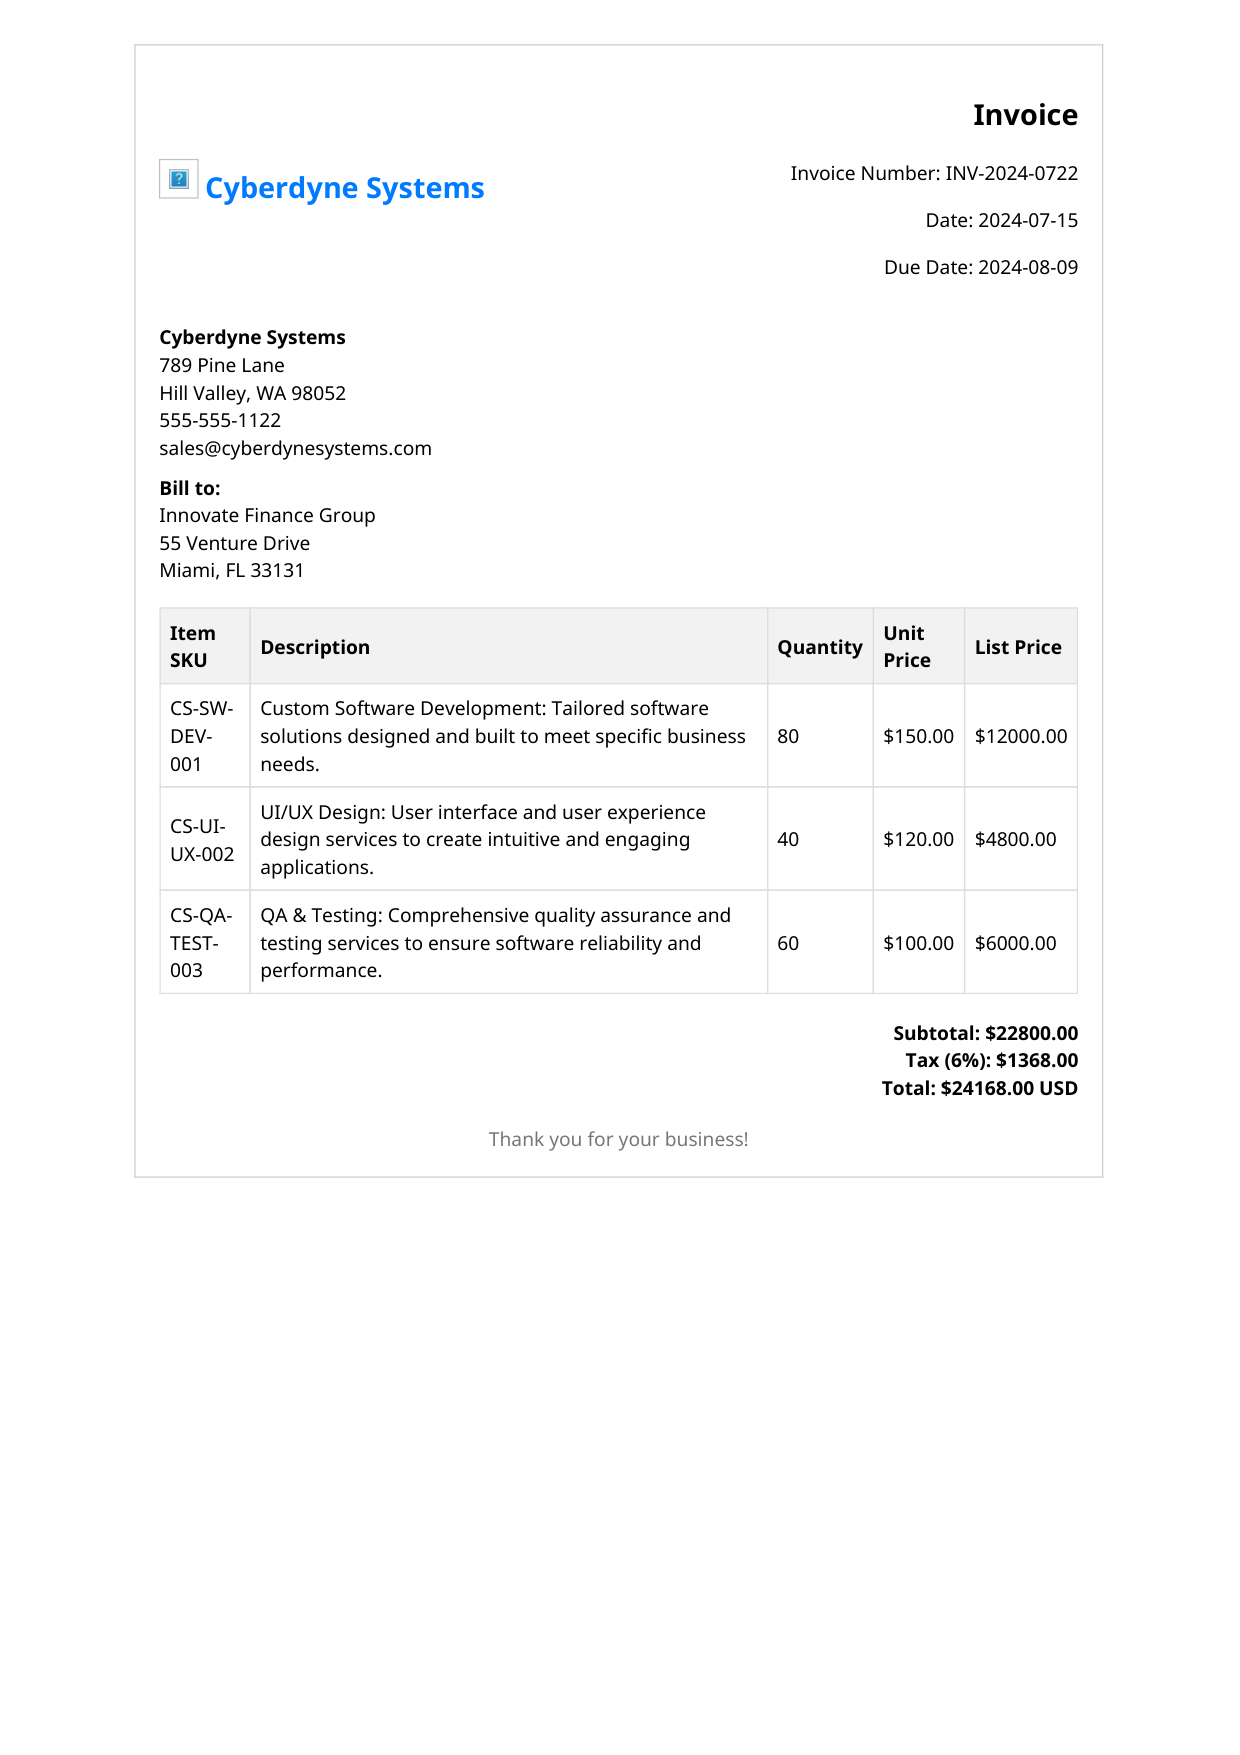 Invoice
Cyberdyne Systems
Invoice Number: INV-2024-0722
Date: 2024-07-15
Due Date: 2024-08-09
Cyberdyne Systems
789 Pine Lane
Hill Valley, WA 98052
555-555-1122
sales@cyberdynesystems.com
Bill to:
Innovate Finance Group
55 Venture Drive
Miami, FL 33131
Item SKU Description Quantity Unit Price List Price
CS-SW-DEV-001 Custom Software Development: Tailored software solutions designed and built to meet specific business needs. 80 $150.00 $12000.00
CS-UI-UX-002 UI/UX Design: User interface and user experience design services to create intuitive and engaging applications. 40 $120.00 $4800.00
CS-QA-TEST-003 QA & Testing: Comprehensive quality assurance and testing services to ensure software reliability and performance. 60 $100.00 $6000.00
Subtotal: $22800.00
Tax (6%): $1368.00
Total: $24168.00 USD
Thank you for your business!